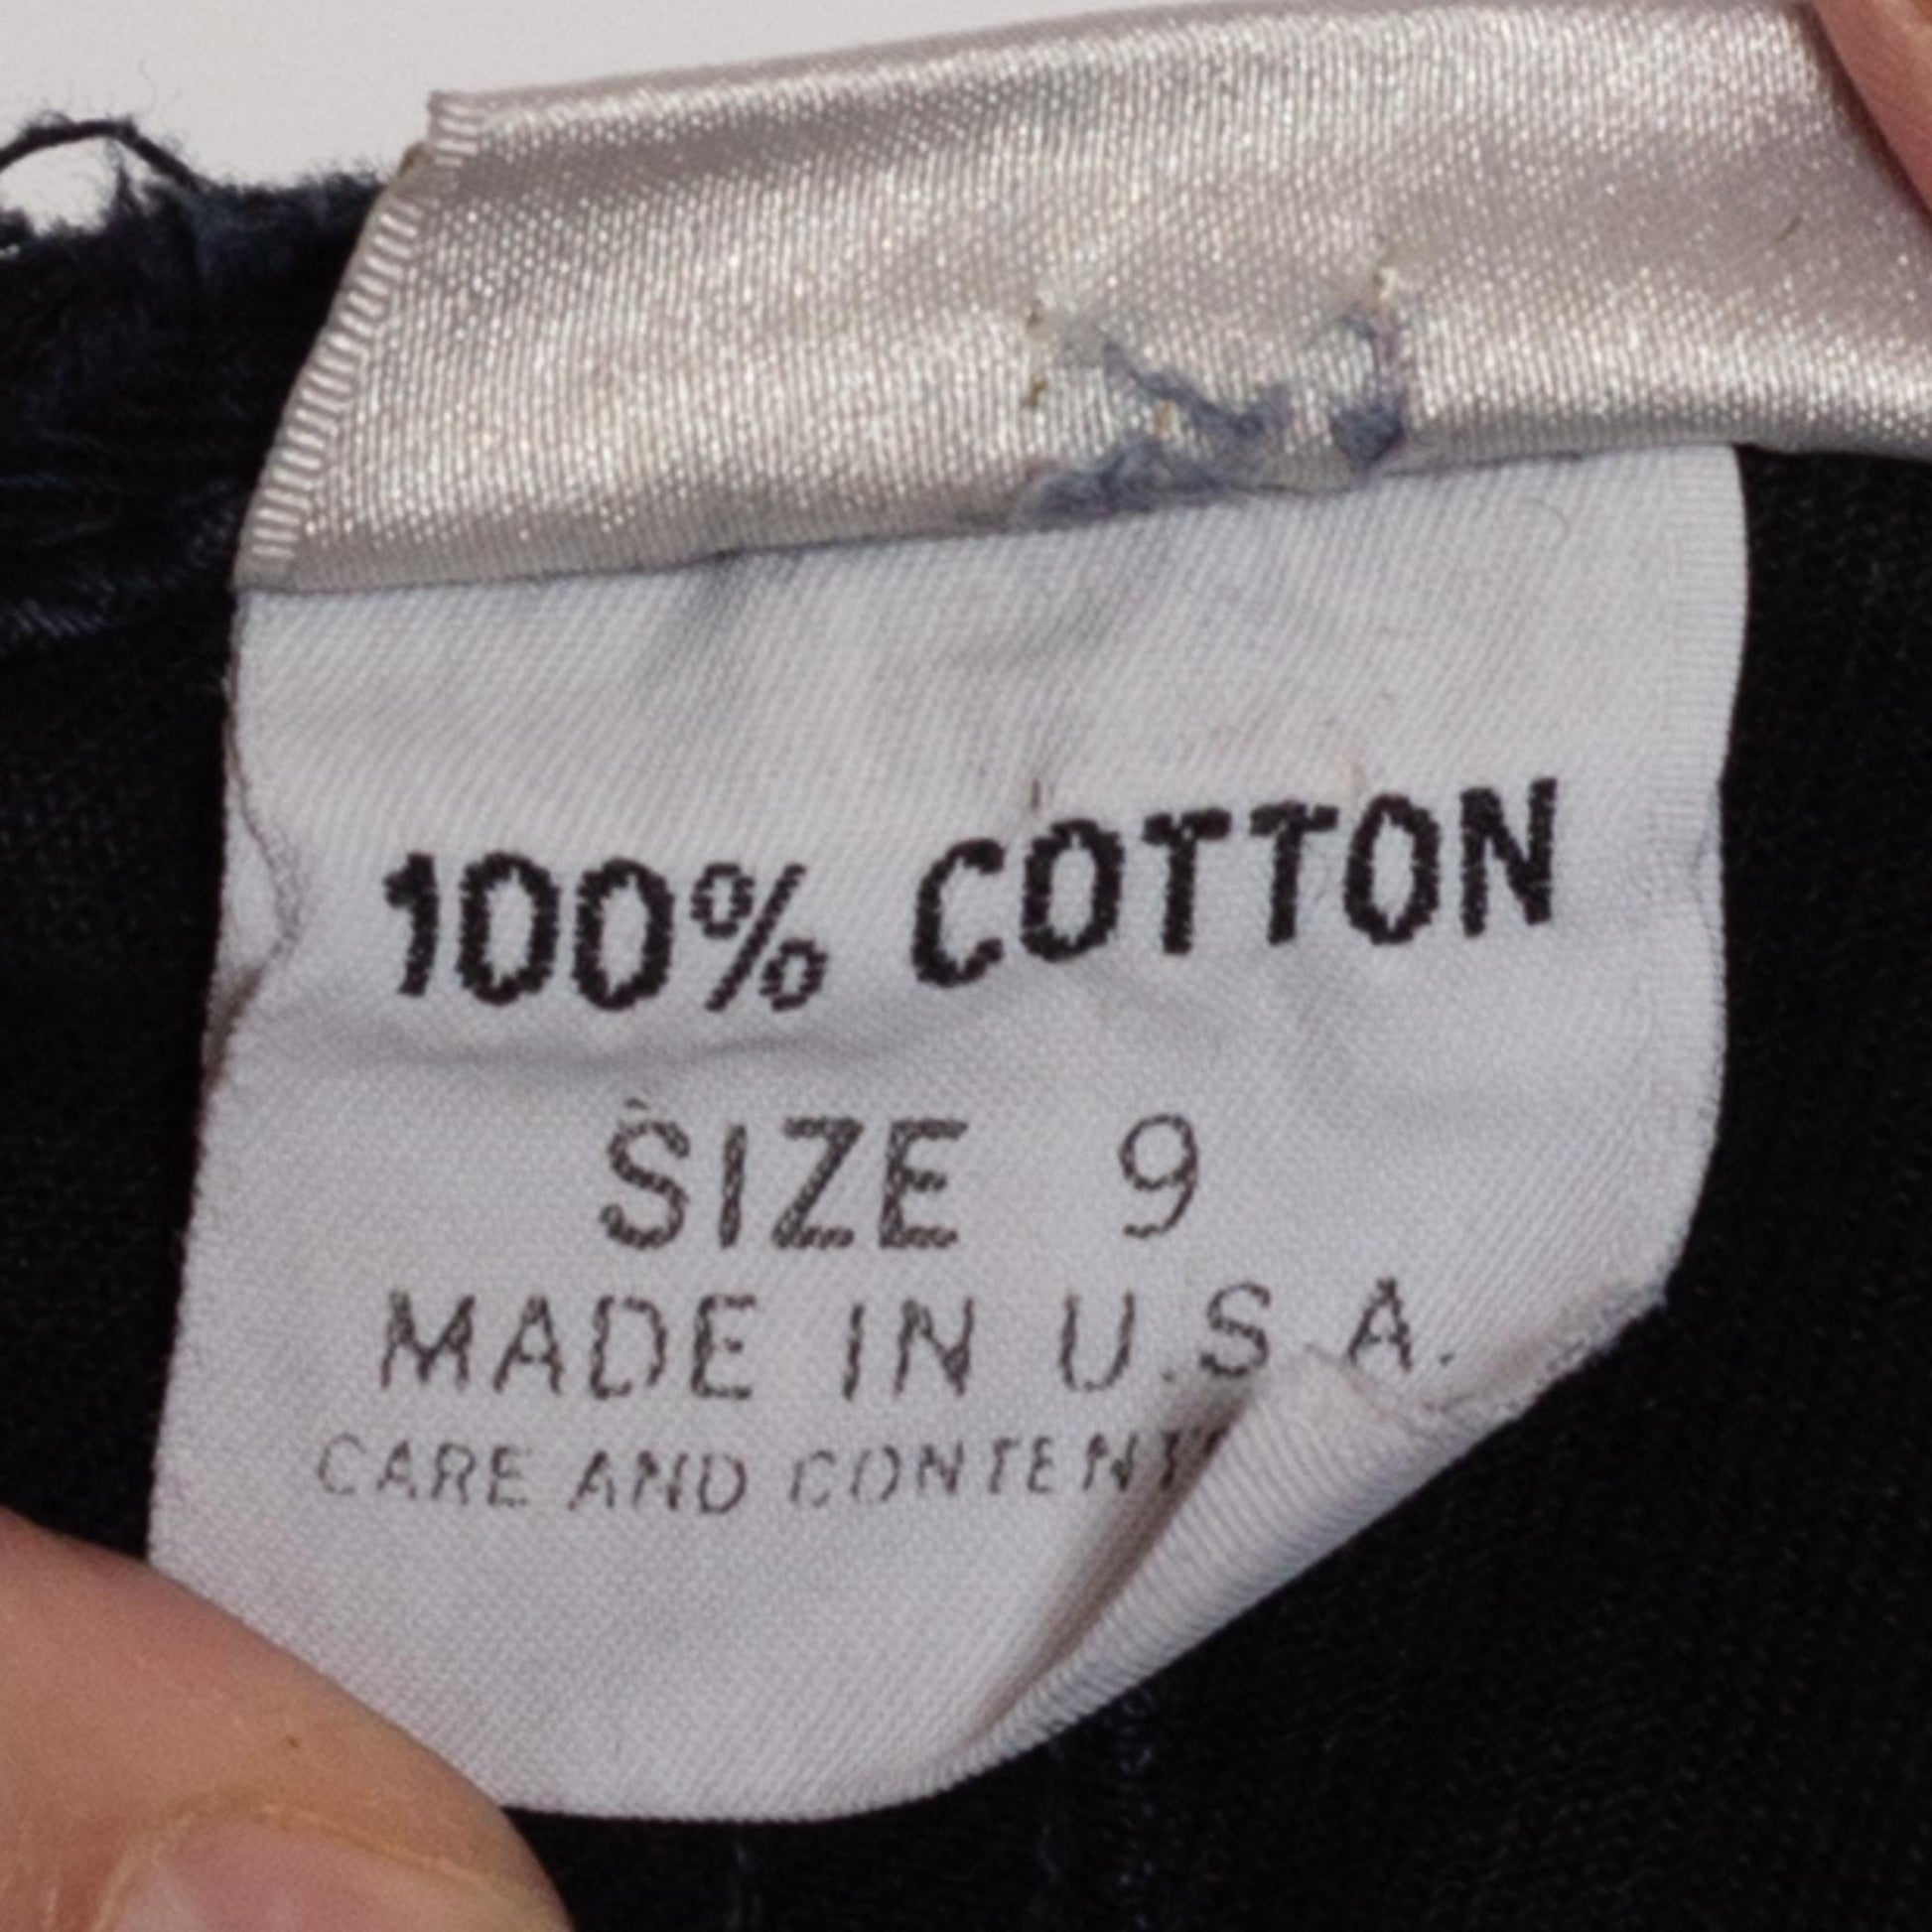 100% COTTON
SIZE 9
MADE IN U.S.A.
CARE AND CONTENT